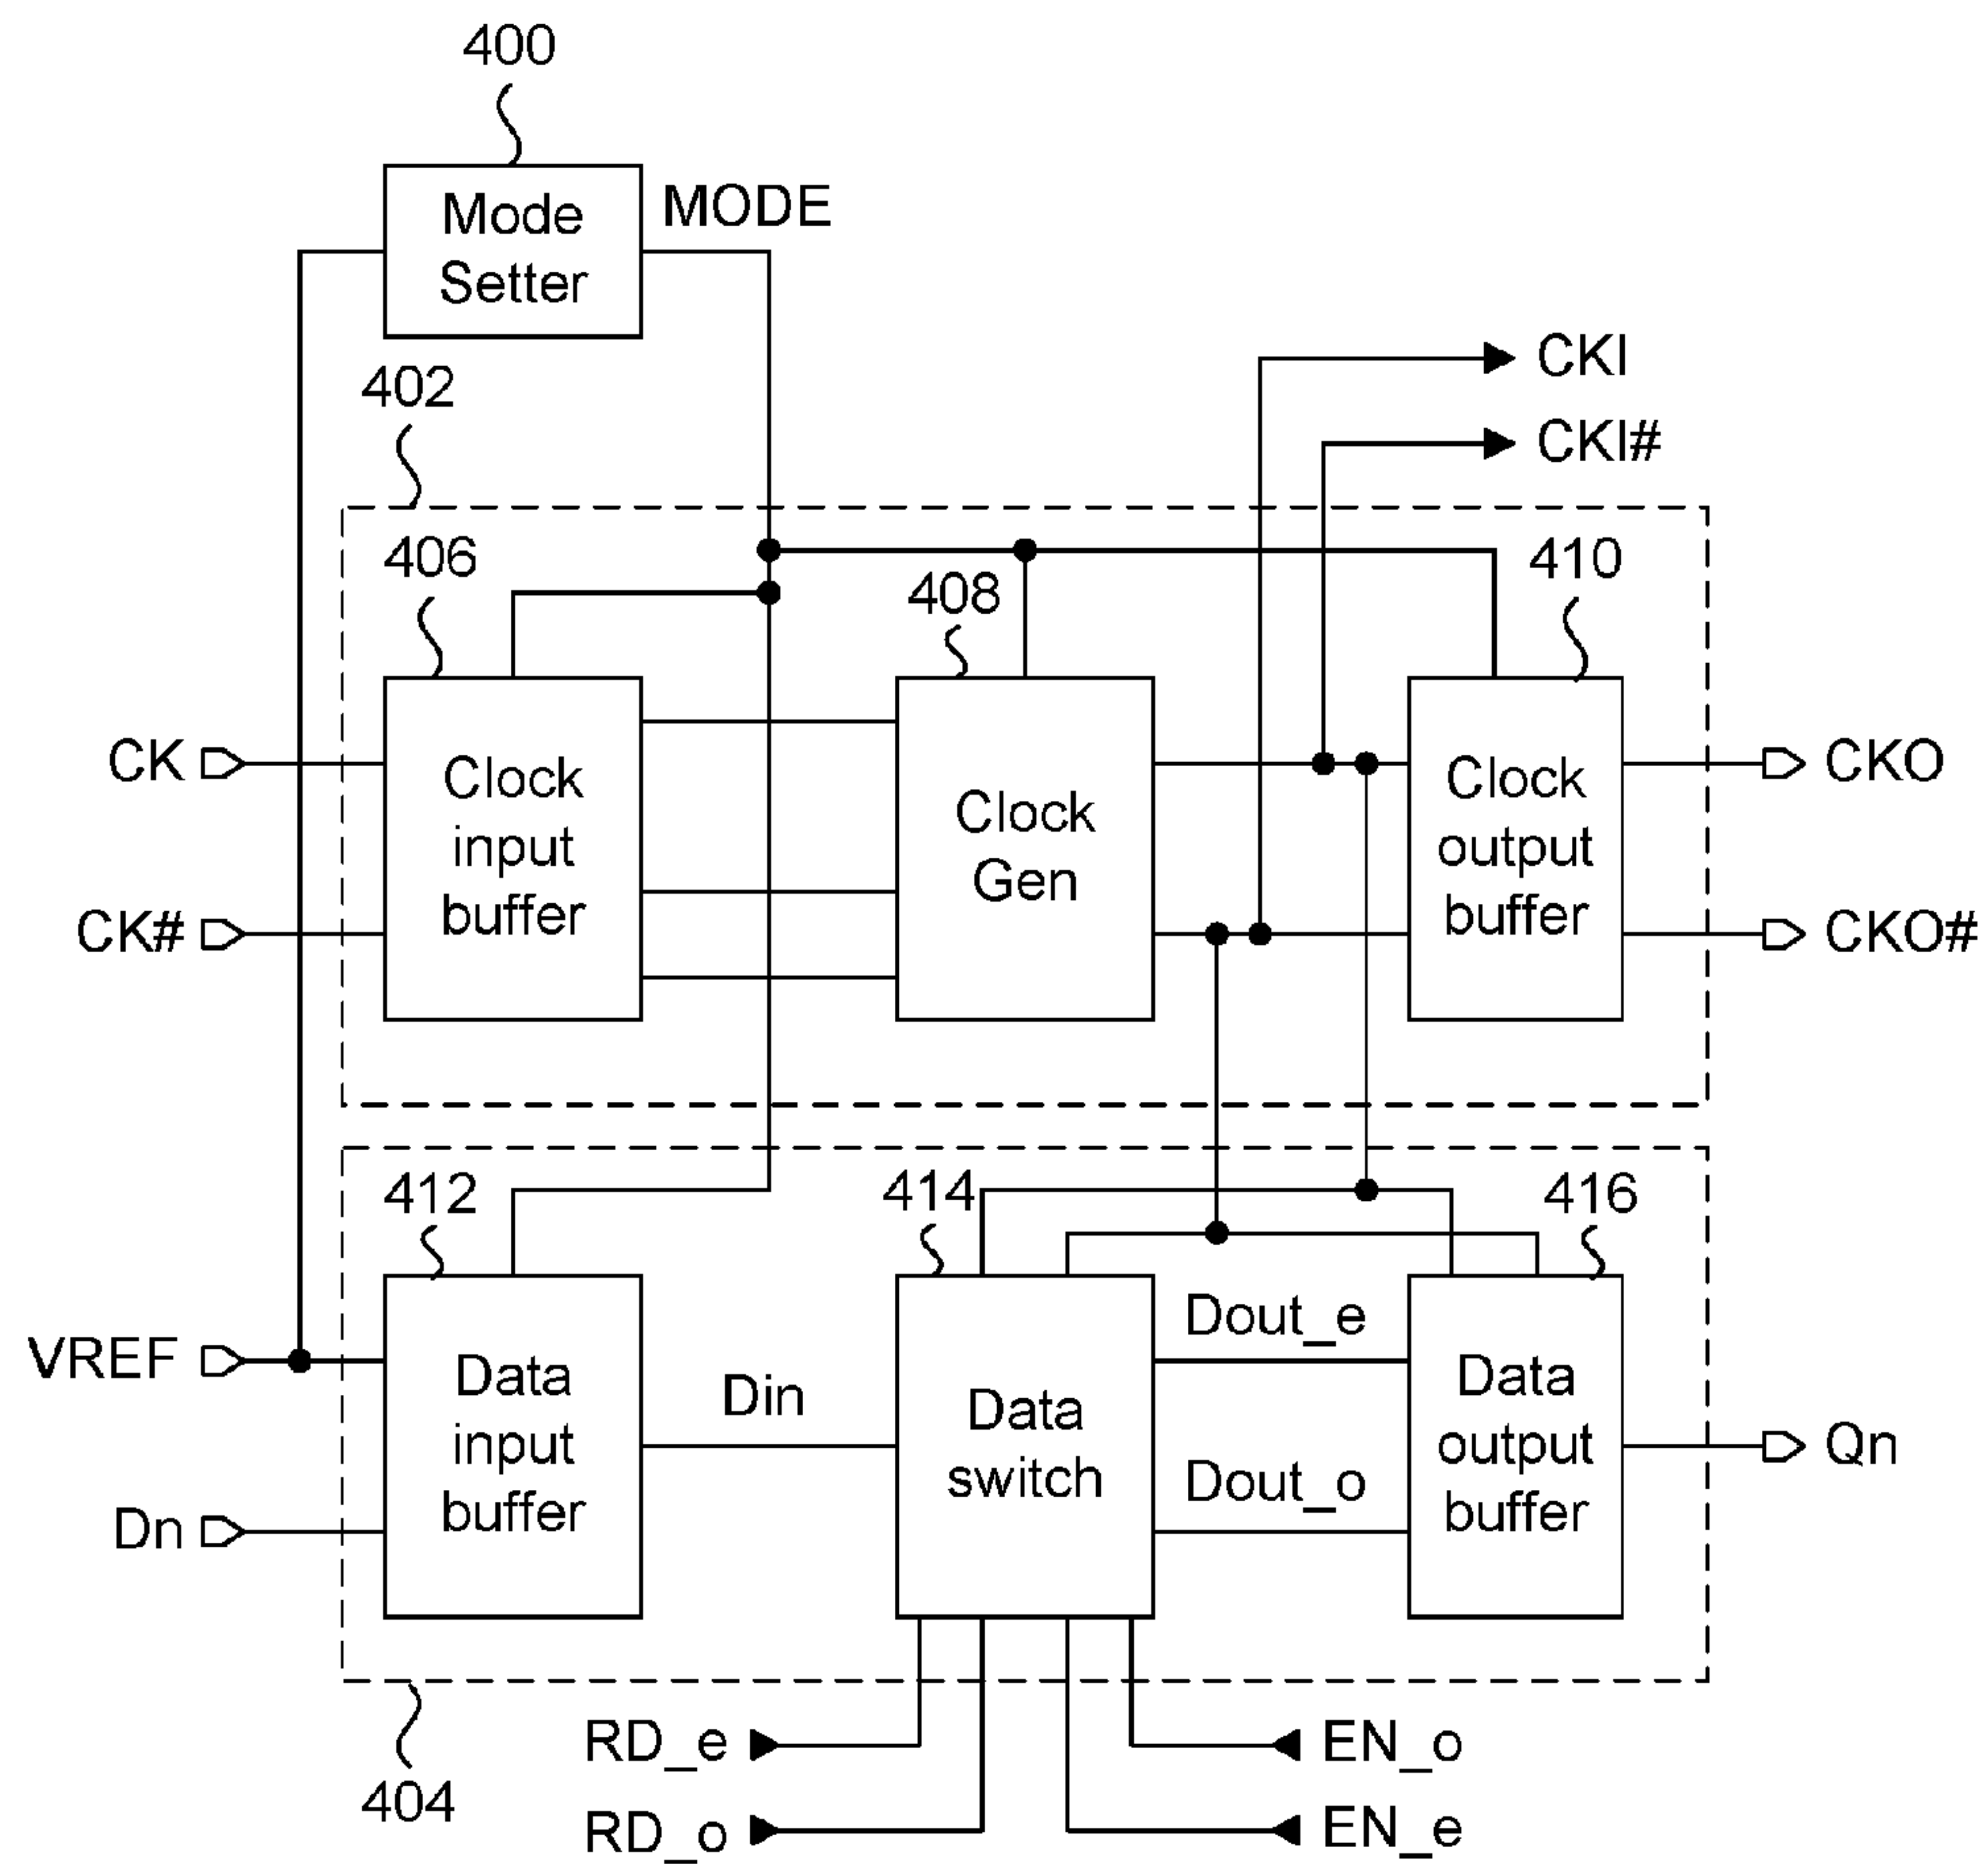 400
Mode
Setter
MODE
CKI
402
CKI#
406
408
410
CK
Clock
input
buffer
Clock
Gen
Clock
output
buffer
CKO
CK#
CKO#
412
414
416
VREF
Data
input
buffer
Din
Data
switch
Dout_e
Dout_o
Data
output
buffer
Qn
Dn
RD_e
EN_o
404
RD_o
EN_e